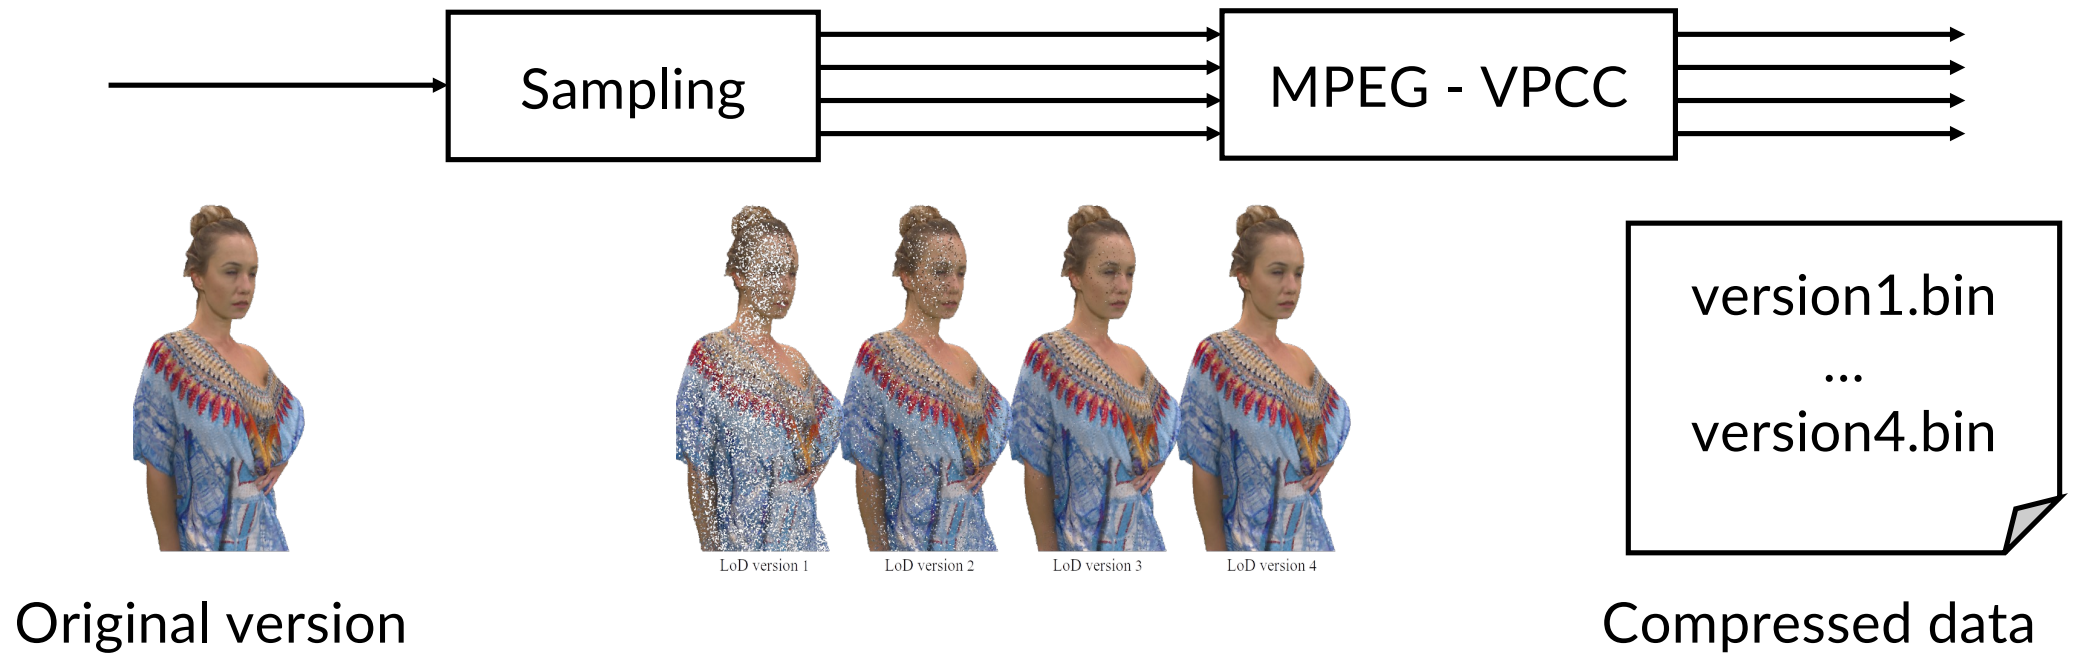 Sampling
MPEG - VPCC
version1.bin
...
version4.bin
LoD version 1
LoD version 2
LoD version 3
LoD version 4
Original version
Compressed data